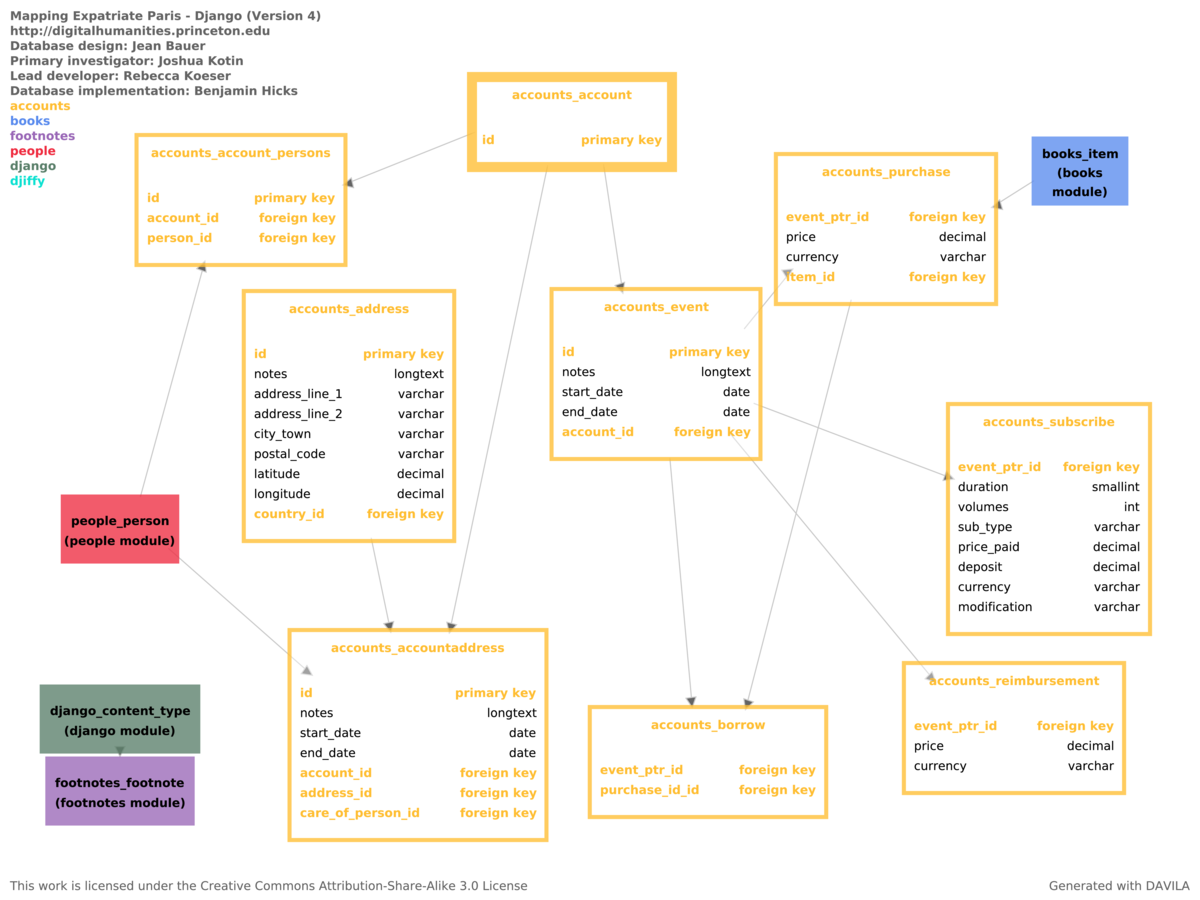 Mapping Expatriate Paris - Django (Version 4)
http://digitalhumanities.princeton.edu
Database design: Jean Bauer
Primary investigator: Joshua Kotin
Lead developer: Rebecca Koeser
Database implementation: Benjamin Hicks
accounts
books
footnotes
people
django
djiffy
accounts_account
id primary key
accounts_account_persons
id primary key
account_id foreign key
person_id foreign key
accounts_purchase
event_ptr_id foreign key
price decimal
currency varchar
item_id foreign key
books_item
(books
module)
accounts_address
id primary key
notes longtext
address_line_1 varchar
address_line_2 varchar
city_town varchar
postal_code varchar
latitude decimal
longitude decimal
country_id foreign key
accounts_event
id primary key
notes longtext
start_date date
end_date date
account_id foreign key
accounts_subscribe
event_ptr_id foreign key
duration smallint
volumes int
sub_type varchar
price_paid decimal
deposit decimal
currency varchar
modification varchar
people_person
(people module)
accounts_accountaddress
id primary key
notes longtext
start_date date
end_date date
account_id foreign key
address_id foreign key
care_of_person_id foreign key
accounts_borrow
event_ptr_id foreign key
purchase_id_id foreign key
accounts_reimbursement
event_ptr_id foreign key
price decimal
currency varchar
django_content_type
(django module)
footnotes_footnote
(footnotes module)
This work is licensed under the Creative Commons Attribution-Share-Alike 3.0 License
Generated with DAVILA